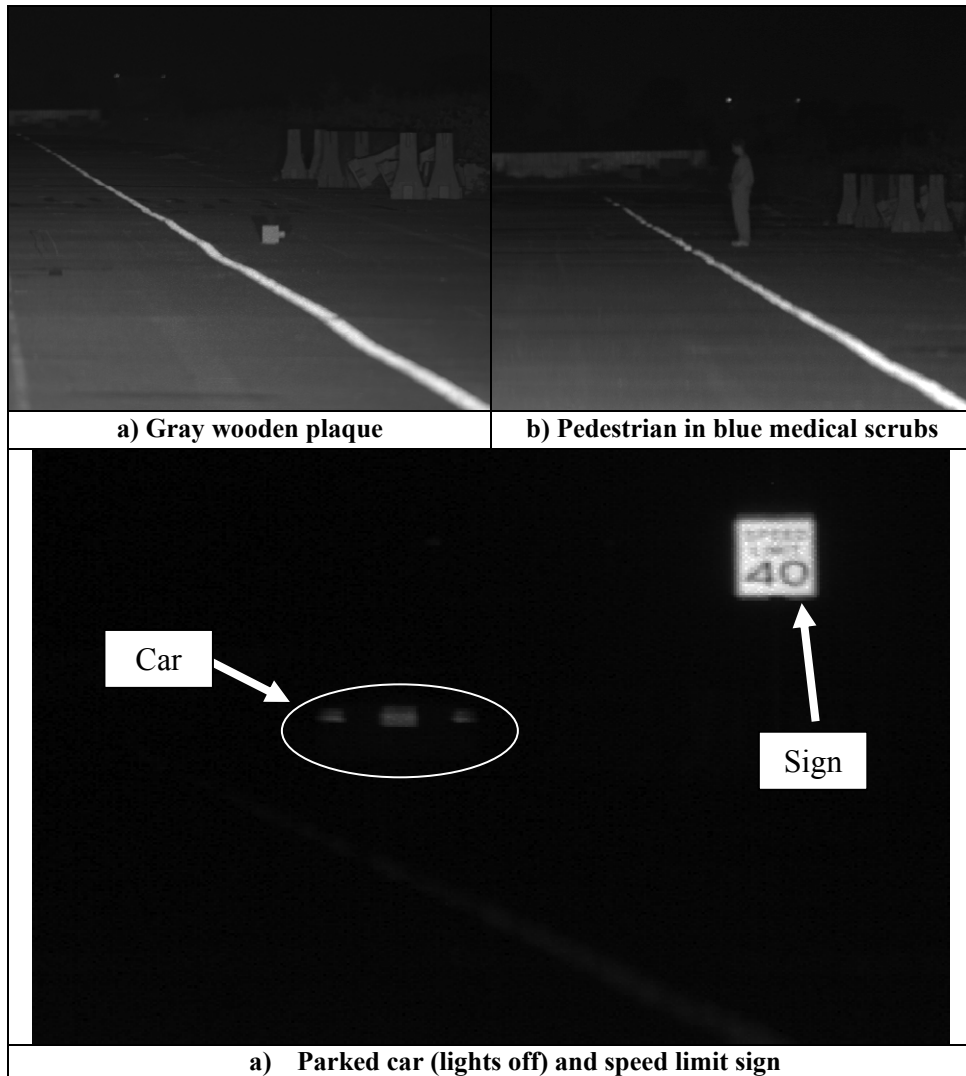 a) Gray wooden plaque
b) Pedestrian in blue medical scrubs
SPEED
LIMIT
40
Car
Sign
a) Parked car (lights off) and speed limit sign